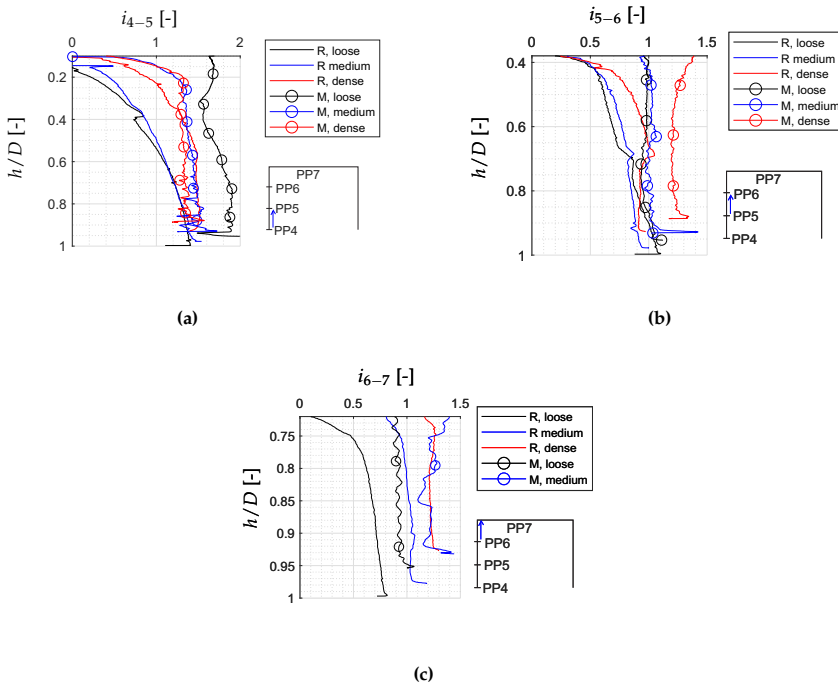 i4−5 [-]
0 1 2
0.2
0.4
0.6
0.8
1
h/D [-]
R, loose
R medium
R, dense
M, loose
M, medium
M, dense
PP7
PP6
PP5
PP4
(a)
i5−6 [-]
0 0.5 1 1.5
0.4
0.6
0.8
1
h/D [-]
R, loose
R medium
R, dense
M, loose
M, medium
M, dense
PP7
PP6
PP5
PP4
(b)
i6−7 [-]
0 0.5 1 1.5
0.75
0.8
0.85
0.9
0.95
1
h/D [-]
R, loose
R medium
R, dense
M, loose
M, medium
PP7
PP6
PP5
PP4
(c)